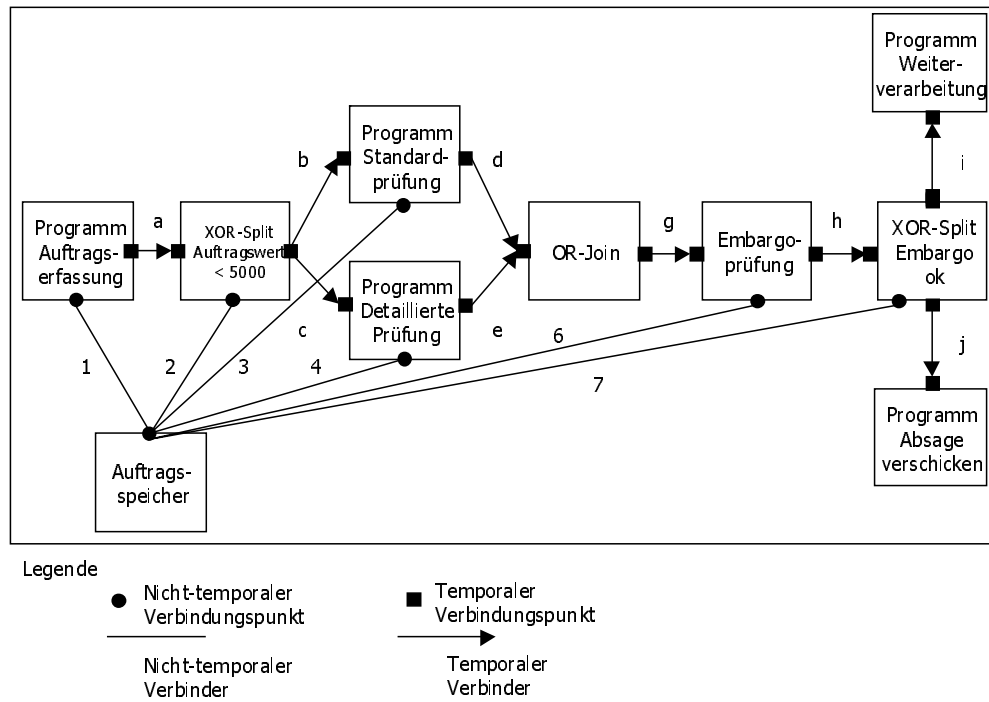 Programm
Weiter-
verarbeitung
i
Programm
Standard-
prüfung
b
d
Programm
Auftrags-
erfassung
a
XOR-Split
Auftragswert
< 5000
OR-Join
g
Embargo-
prüfung
h
XOR-Split
Embargo
ok
Programm
Detaillierte
Prüfung
c
e
1
2
3
4
6
7
j
Programm
Absage
verschicken
Auftrags-
speicher
Legende
Nicht-temporaler
Verbindungspunkt
Temporaler
Verbindungspunkt
Nicht-temporaler
Verbinder
Temporaler
Verbinder